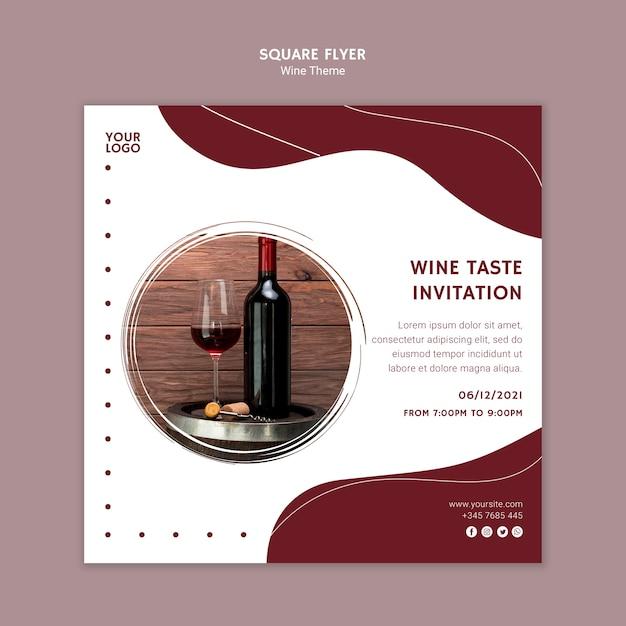 SQUARE FLYER
Wine Theme
YOUR
LOGO
WINE TASTE
INVITATION
Lorem ipsum dolor sit amet,
consectetur adipiscing elit, sed do
eiusmod tempor incididunt ut
labore et dolore magna aliqua.
06/12/2021
FROM 7:00PM TO 9:00PM
www.yoursite.com
+345 7685 445